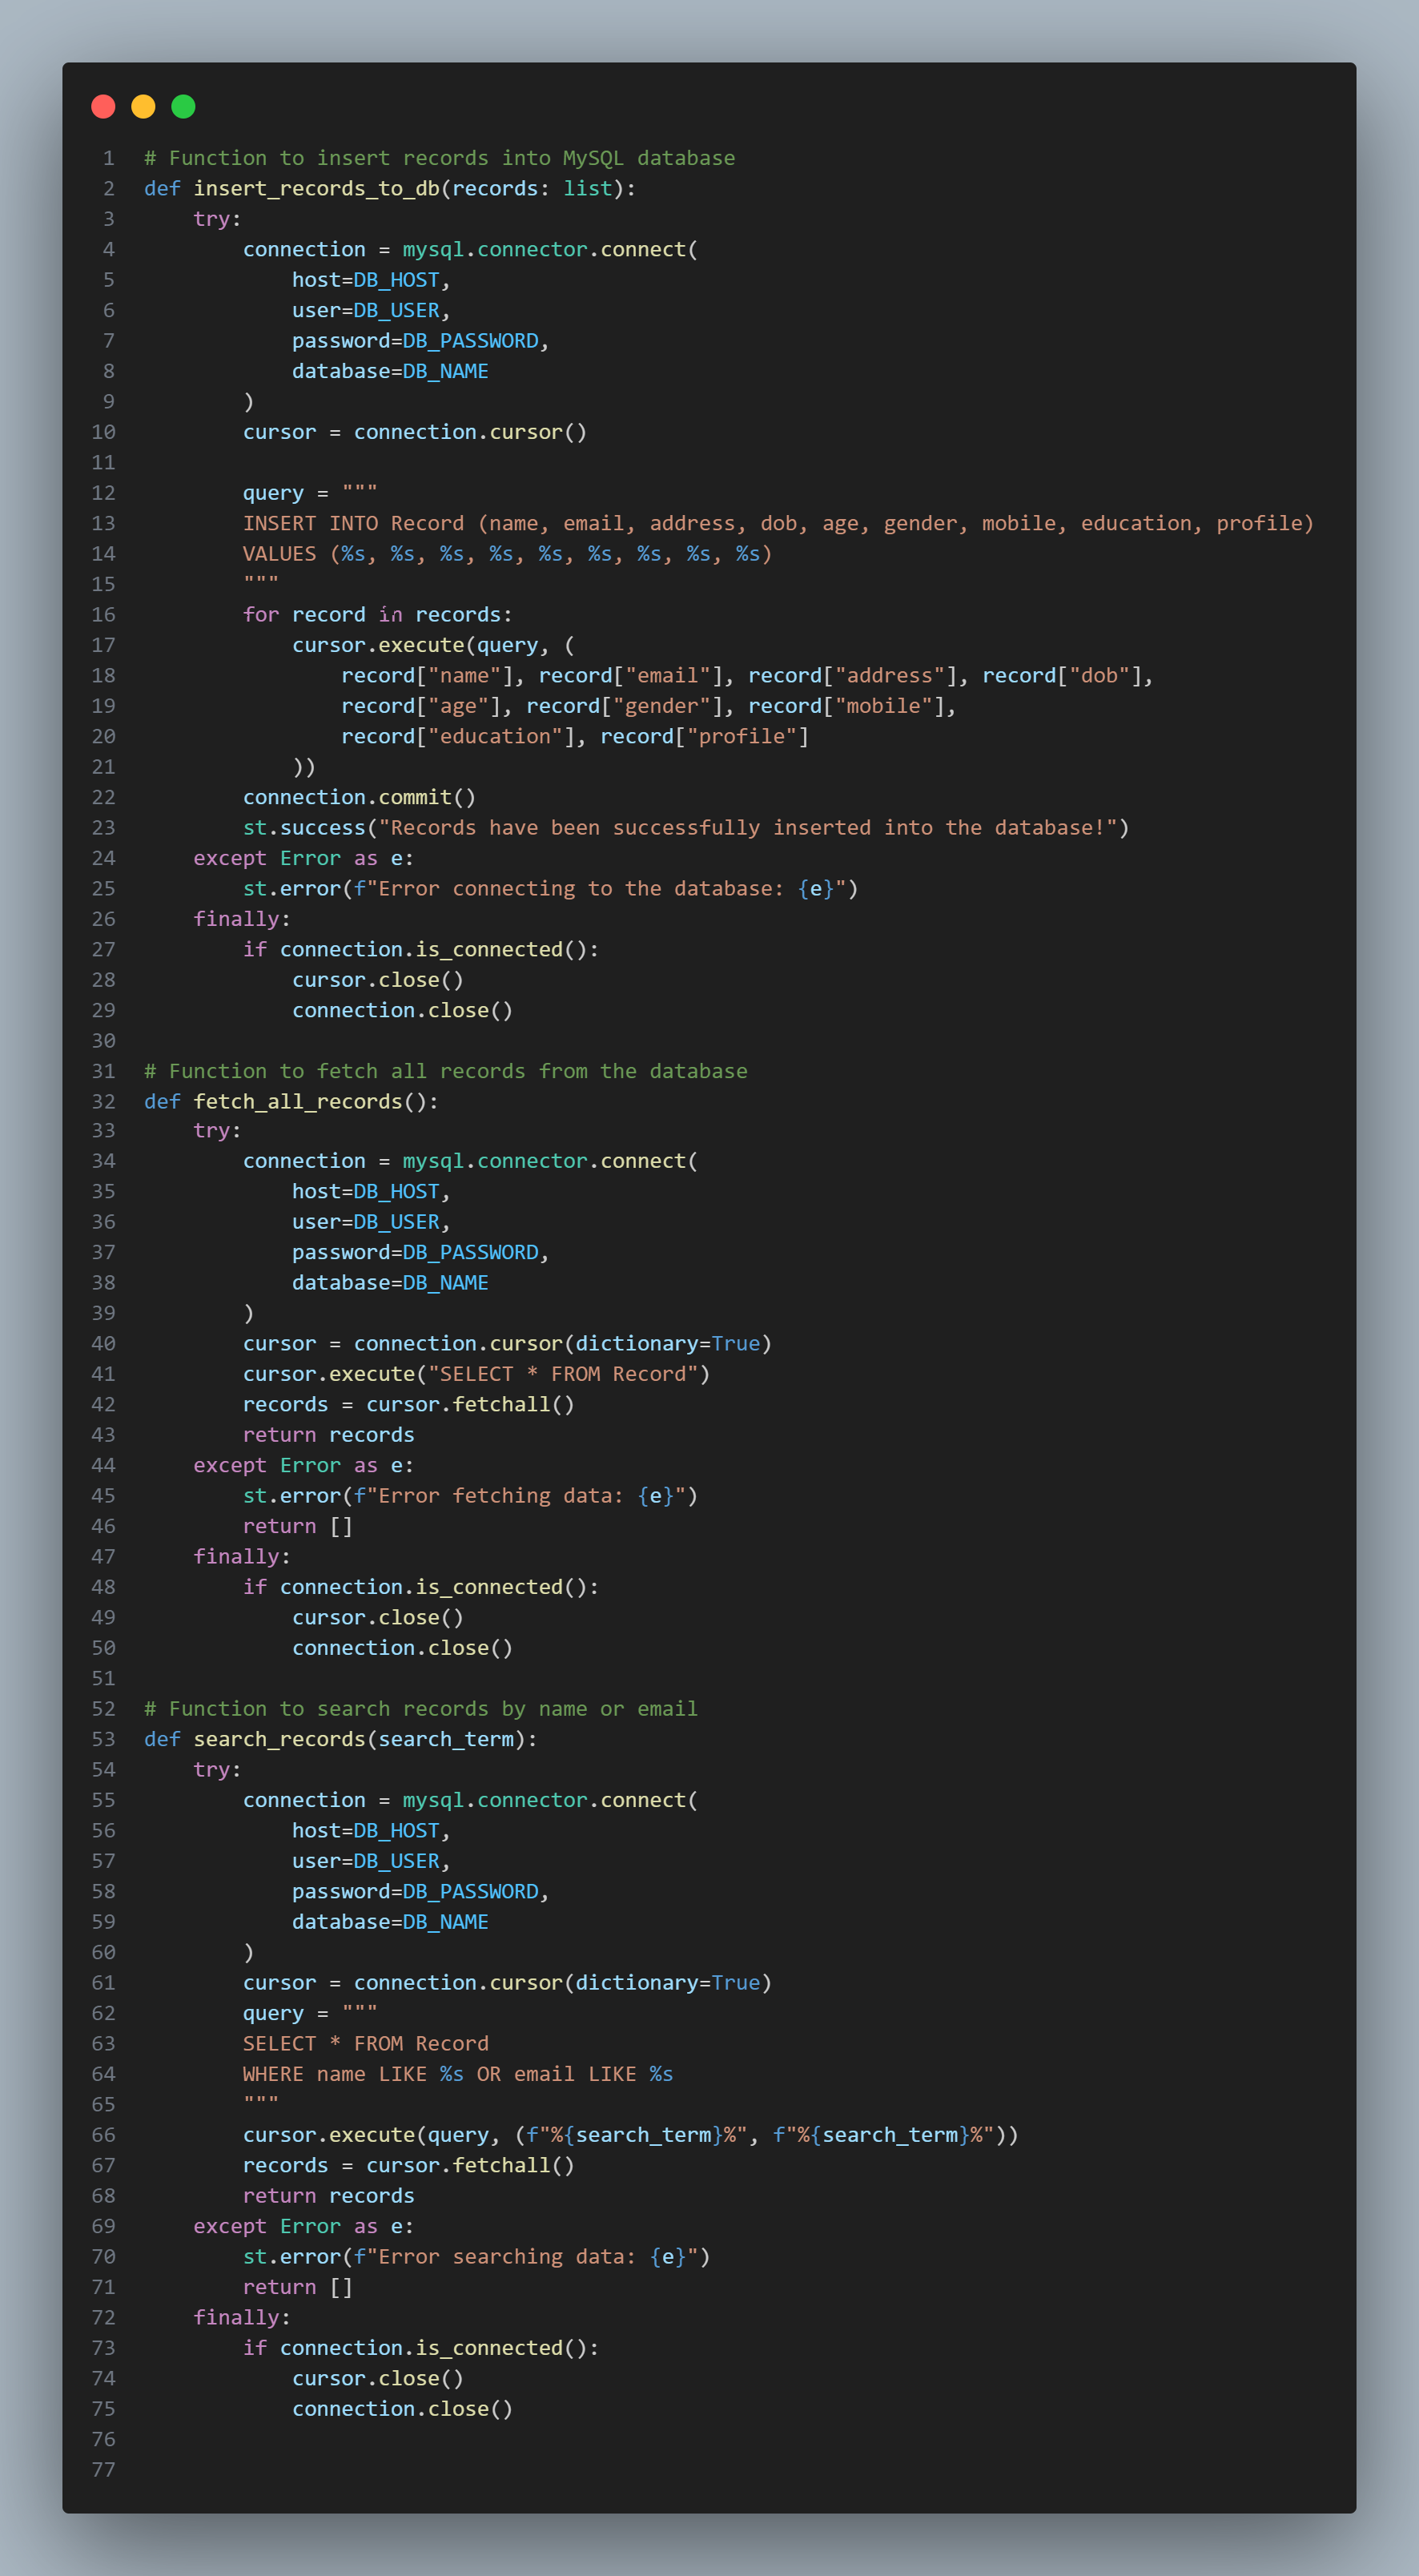 1 # Function to insert records into MySQL database
2 def insert_records_to_db(records: list):
3     try:
4         connection = mysql.connector.connect(
5             host=DB_HOST,
6             user=DB_USER,
7             password=DB_PASSWORD,
8             database=DB_NAME
9         )
10         cursor = connection.cursor()
11
12         query = """
13         INSERT INTO Record (name, email, address, dob, age, gender, mobile, education, profile)
14         VALUES (%s, %s, %s, %s, %s, %s, %s, %s, %s)
15         """
16         for record in records:
17             cursor.execute(query, (
18                 record["name"], record["email"], record["address"], record["dob"],
19                 record["age"], record["gender"], record["mobile"],
20                 record["education"], record["profile"]
21             ))
22         connection.commit()
23         st.success("Records have been successfully inserted into the database!")
24     except Error as e:
25         st.error(f"Error connecting to the database: {e}")
26     finally:
27         if connection.is_connected():
28             cursor.close()
29             connection.close()
30
31 # Function to fetch all records from the database
32 def fetch_all_records():
33     try:
34         connection = mysql.connector.connect(
35             host=DB_HOST,
36             user=DB_USER,
37             password=DB_PASSWORD,
38             database=DB_NAME
39         )
40         cursor = connection.cursor(dictionary=True)
41         cursor.execute("SELECT * FROM Record")
42         records = cursor.fetchall()
43         return records
44     except Error as e:
45         st.error(f"Error fetching data: {e}")
46         return []
47     finally:
48         if connection.is_connected():
49             cursor.close()
50             connection.close()
51
52 # Function to search records by name or email
53 def search_records(search_term):
54     try:
55         connection = mysql.connector.connect(
56             host=DB_HOST,
57             user=DB_USER,
58             password=DB_PASSWORD,
59             database=DB_NAME
60         )
61         cursor = connection.cursor(dictionary=True)
62         query = """
63         SELECT * FROM Record
64         WHERE name LIKE %s OR email LIKE %s
65         """
66         cursor.execute(query, (f"%{search_term}%", f"%{search_term}%"))
67         records = cursor.fetchall()
68         return records
69     except Error as e:
70         st.error(f"Error searching data: {e}")
71         return []
72     finally:
73         if connection.is_connected():
74             cursor.close()
75             connection.close()
76
77